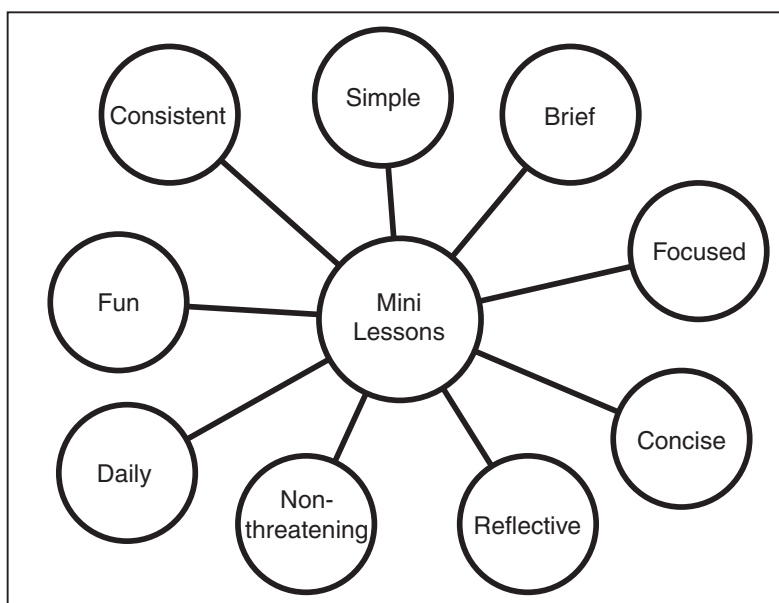 Consistent
Simple
Brief
Focused
Fun
Mini
Lessons
Concise
Daily
Non-
threatening
Reflective